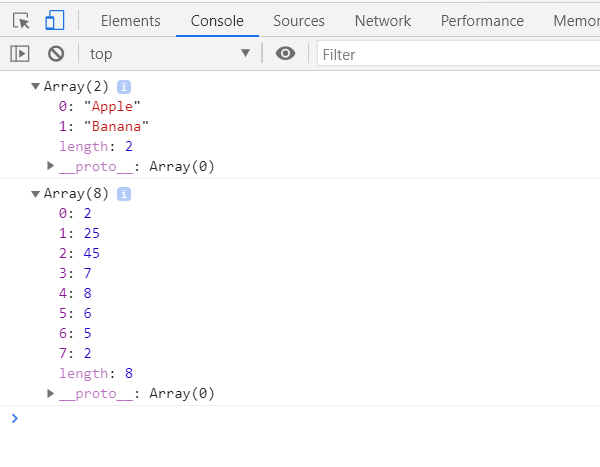 Elements Console Sources Network Performance Memor
top Filter
Array(2) i
0: "Apple"
1: "Banana"
length: 2
__proto__: Array(0)
Array(8) i
0: 2
1: 25
2: 45
3: 7
4: 8
5: 6
6: 5
7: 2
length: 8
__proto__: Array(0)